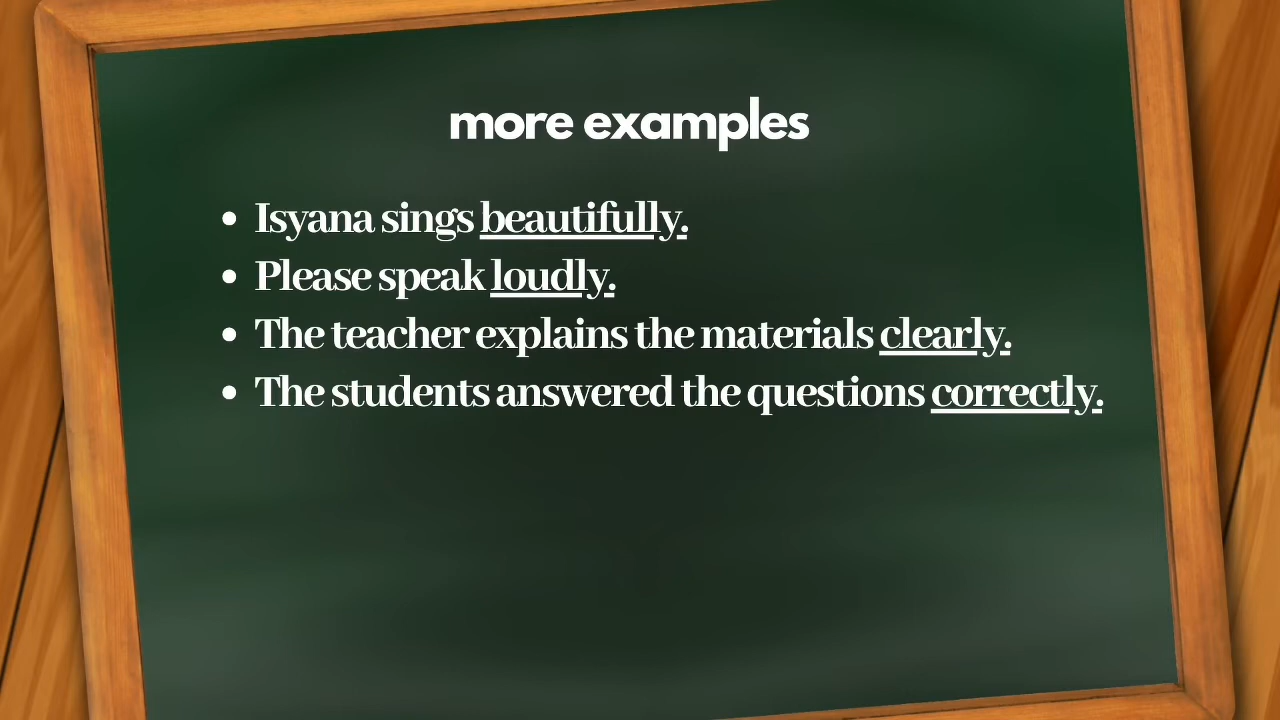 more examples
• Isyana sings beautifully.
• Please speak loudly.
• The teacher explains the materials clearly.
• The students answered the questions correctly.